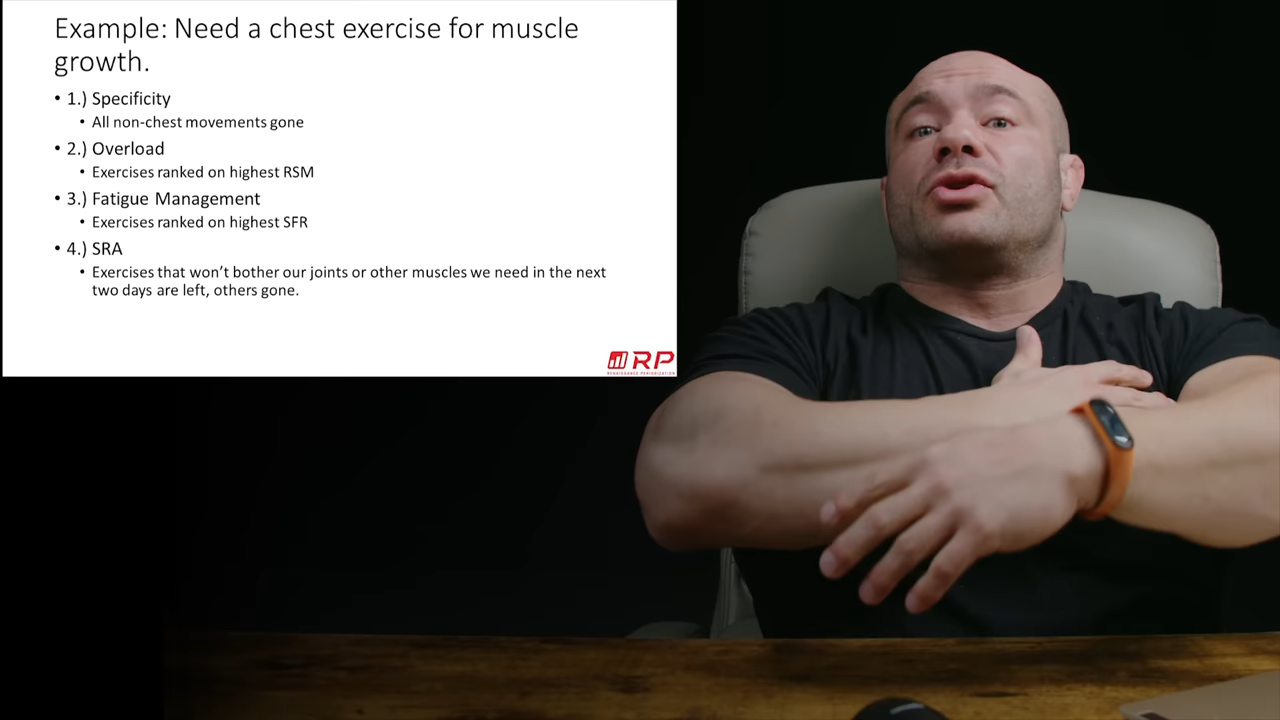 Example: Need a chest exercise for muscle
growth.
• 1.) Specificity
• All non-chest movements gone
• 2.) Overload
• Exercises ranked on highest RSM
• 3.) Fatigue Management
• Exercises ranked on highest SFR
• 4.) SRA
• Exercises that won't bother our joints or other muscles we need in the next
two days are left, others gone.
RP
RENAISSANCE PERIODIZATION